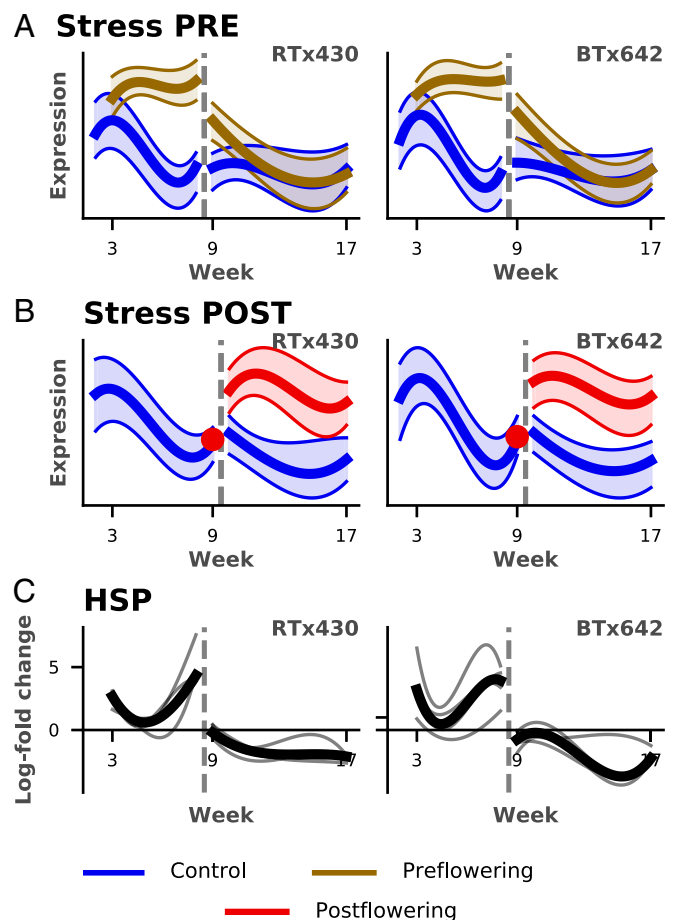 A Stress PRE
RTx430 BTx642
Expression
3 9 17 3 9 17
Week Week
B Stress POST
RTx430 BTx642
Expression
3 9 17 3 9 17
Week Week
C HSP
RTx430 BTx642
Log-fold change
5
0
3 9 17 3 9 17
Week Week
Control Preflowering
Postflowering